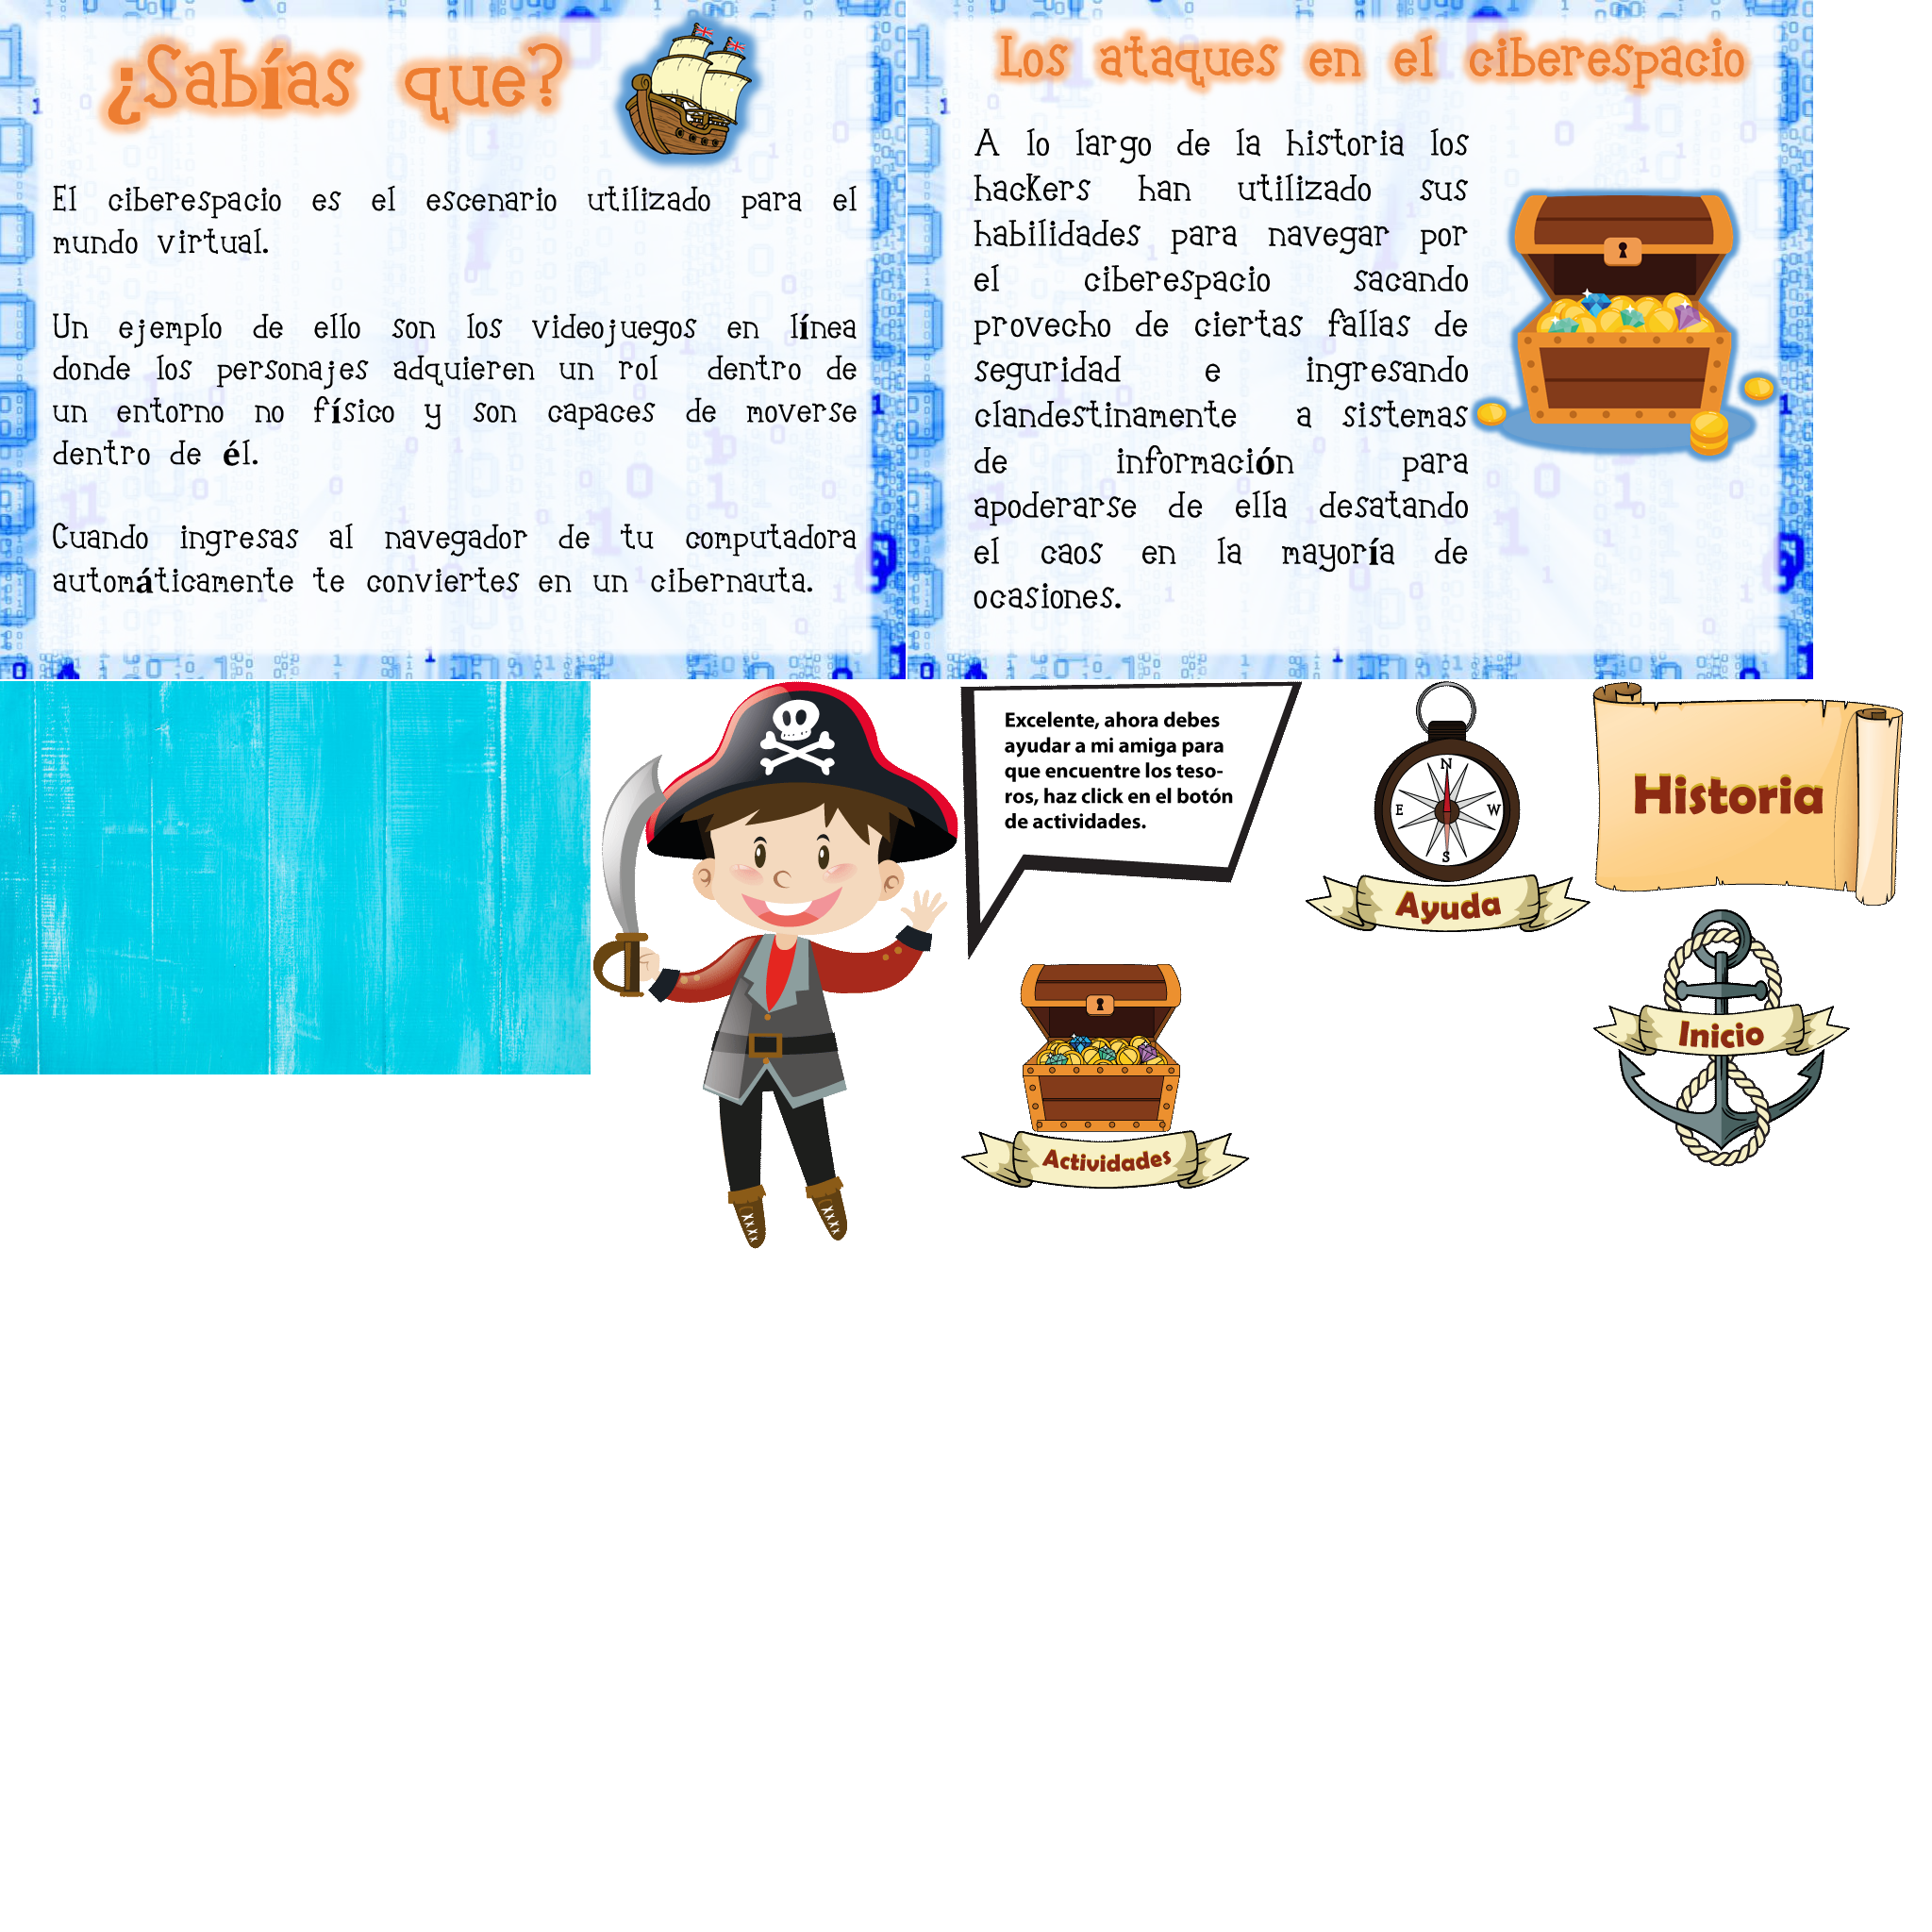 ¿Sabías que?
El ciberespacio es el escenario utilizado para el
mundo virtual.
Un ejemplo de ello son los videojuegos en línea
donde los personajes adquieren un rol dentro de
un entorno no físico y son capaces de moverse
dentro de él.
Cuando ingresas al navegador de tu computadora
automáticamente te conviertes en un cibernauta.
Los ataques en el ciberespacio
A lo largo de la historia los
hackers han utilizado sus
habilidades para navegar por
el ciberespacio sacando
provecho de ciertas fallas de
seguridad e ingresando
clandestinamente a sistemas
de información para
apoderarse de ella desatando
el caos en la mayoría de
ocasiones.
Excelente, ahora debes
ayudar a mi amiga para
que encuentre los teso-
ros, haz click en el botón
de actividades.
N
E W
S
Ayuda
Historia
Inicio
Actividades